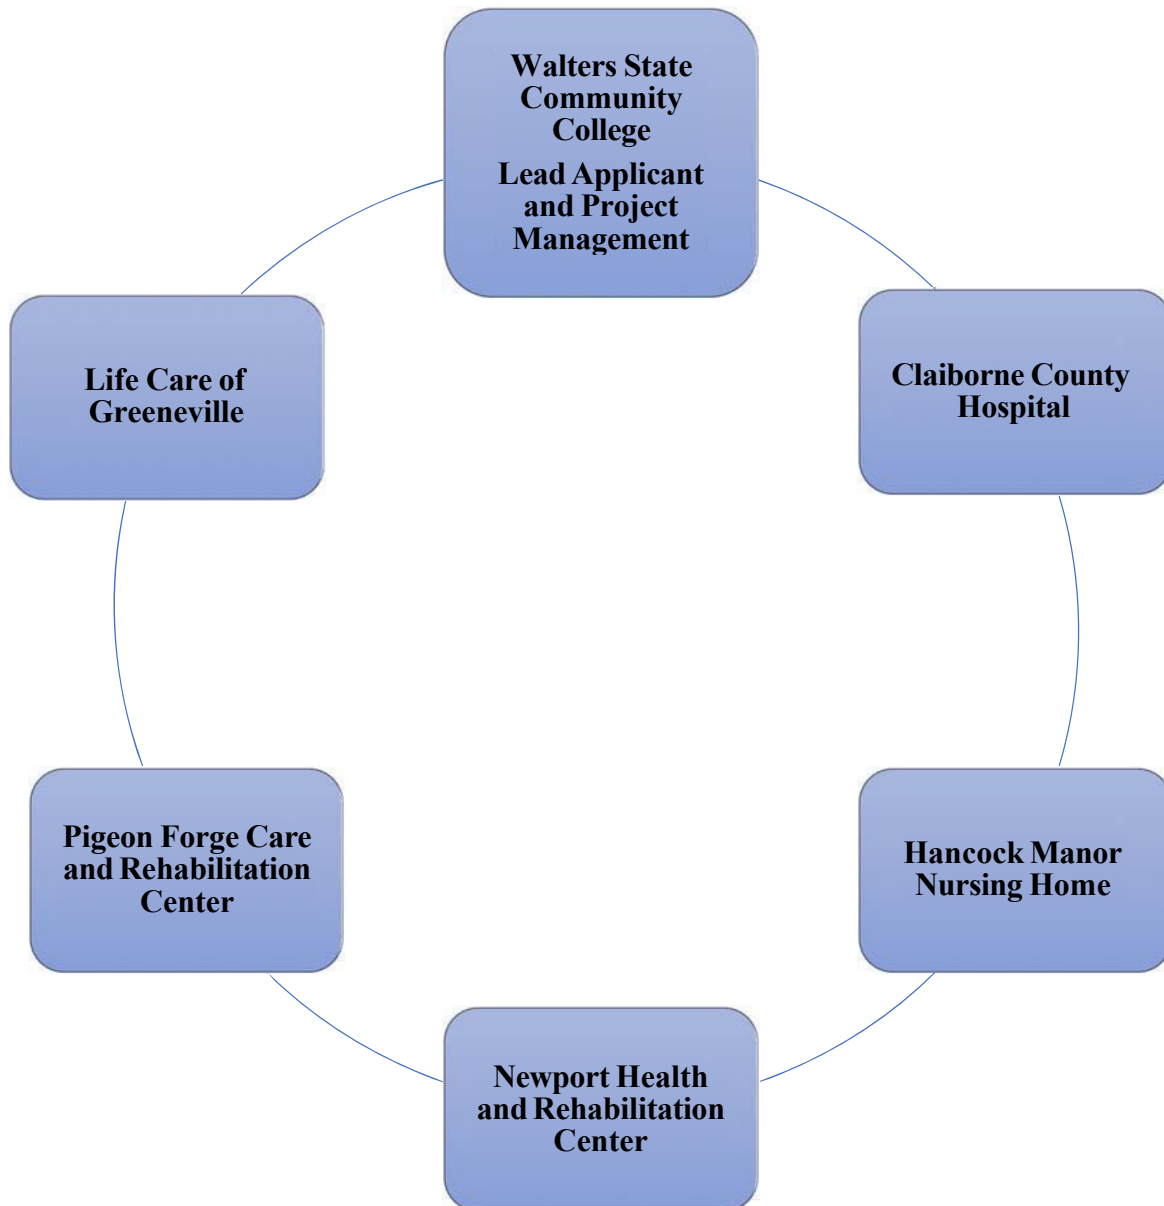 Walters State
Community
College
Lead Applicant
and Project
Management
Life Care of
Greeneville
Claiborne County
Hospital
Pigeon Forge Care
and Rehabilitation
Center
Hancock Manor
Nursing Home
Newport Health
and Rehabilitation
Center